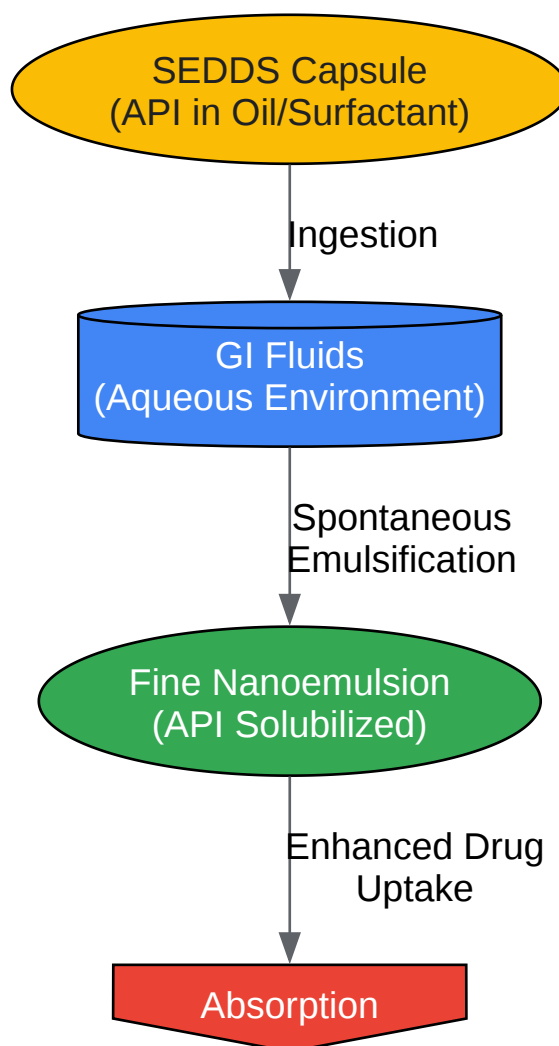 SEDDS Capsule
(API in Oil/Surfactant)
Ingestion
GI Fluids
(Aqueous Environment)
Spontaneous
Emulsification
Fine Nanoemulsion
(API Solubilized)
Enhanced Drug
Uptake
Absorption